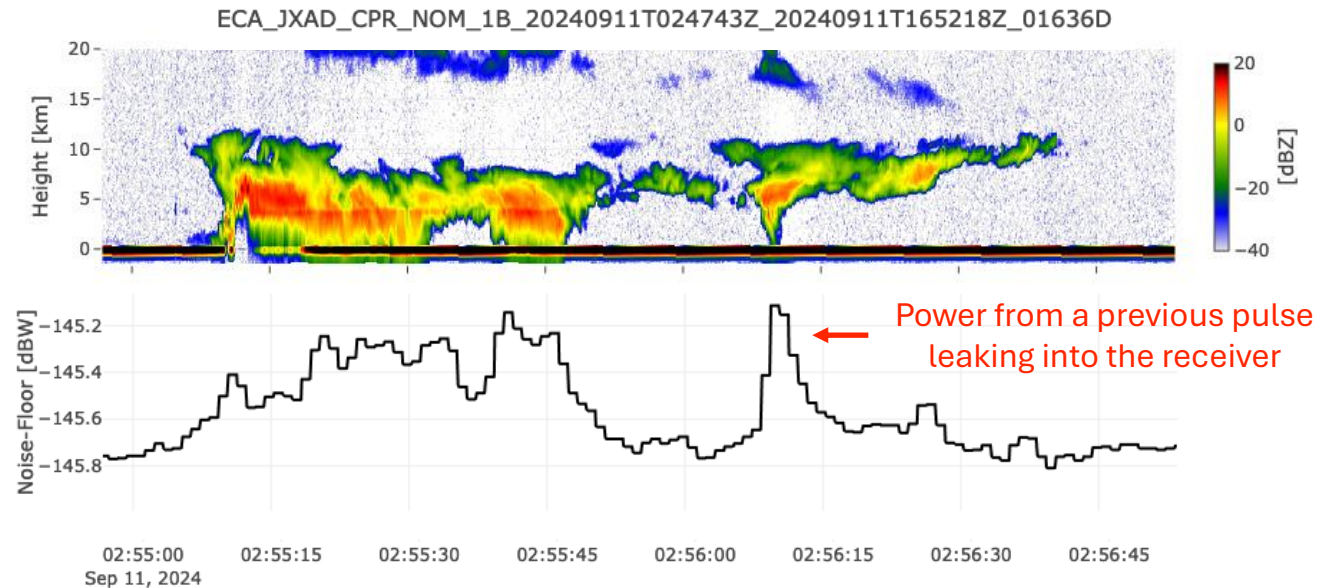 ECA_JXAD_CPR_NOM_1B_20240911T024743Z_20240911T165218Z_01636D
20
15
10
5
0
Height [km]
20
0
−20
−40
[dBZ]
−145.2
−145.4
−145.6
−145.8
Noise-Floor [dBW]
Power from a previous pulse
leaking into the receiver
02:55:00 02:55:15 02:55:30 02:55:45 02:56:00 02:56:15 02:56:30 02:56:45
Sep 11, 2024